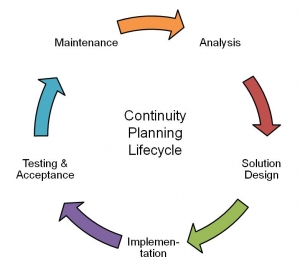 Maintenance
Analysis
Continuity
Planning
Lifecycle
Testing &
Acceptance
Solution
Design
Implemen-
tation